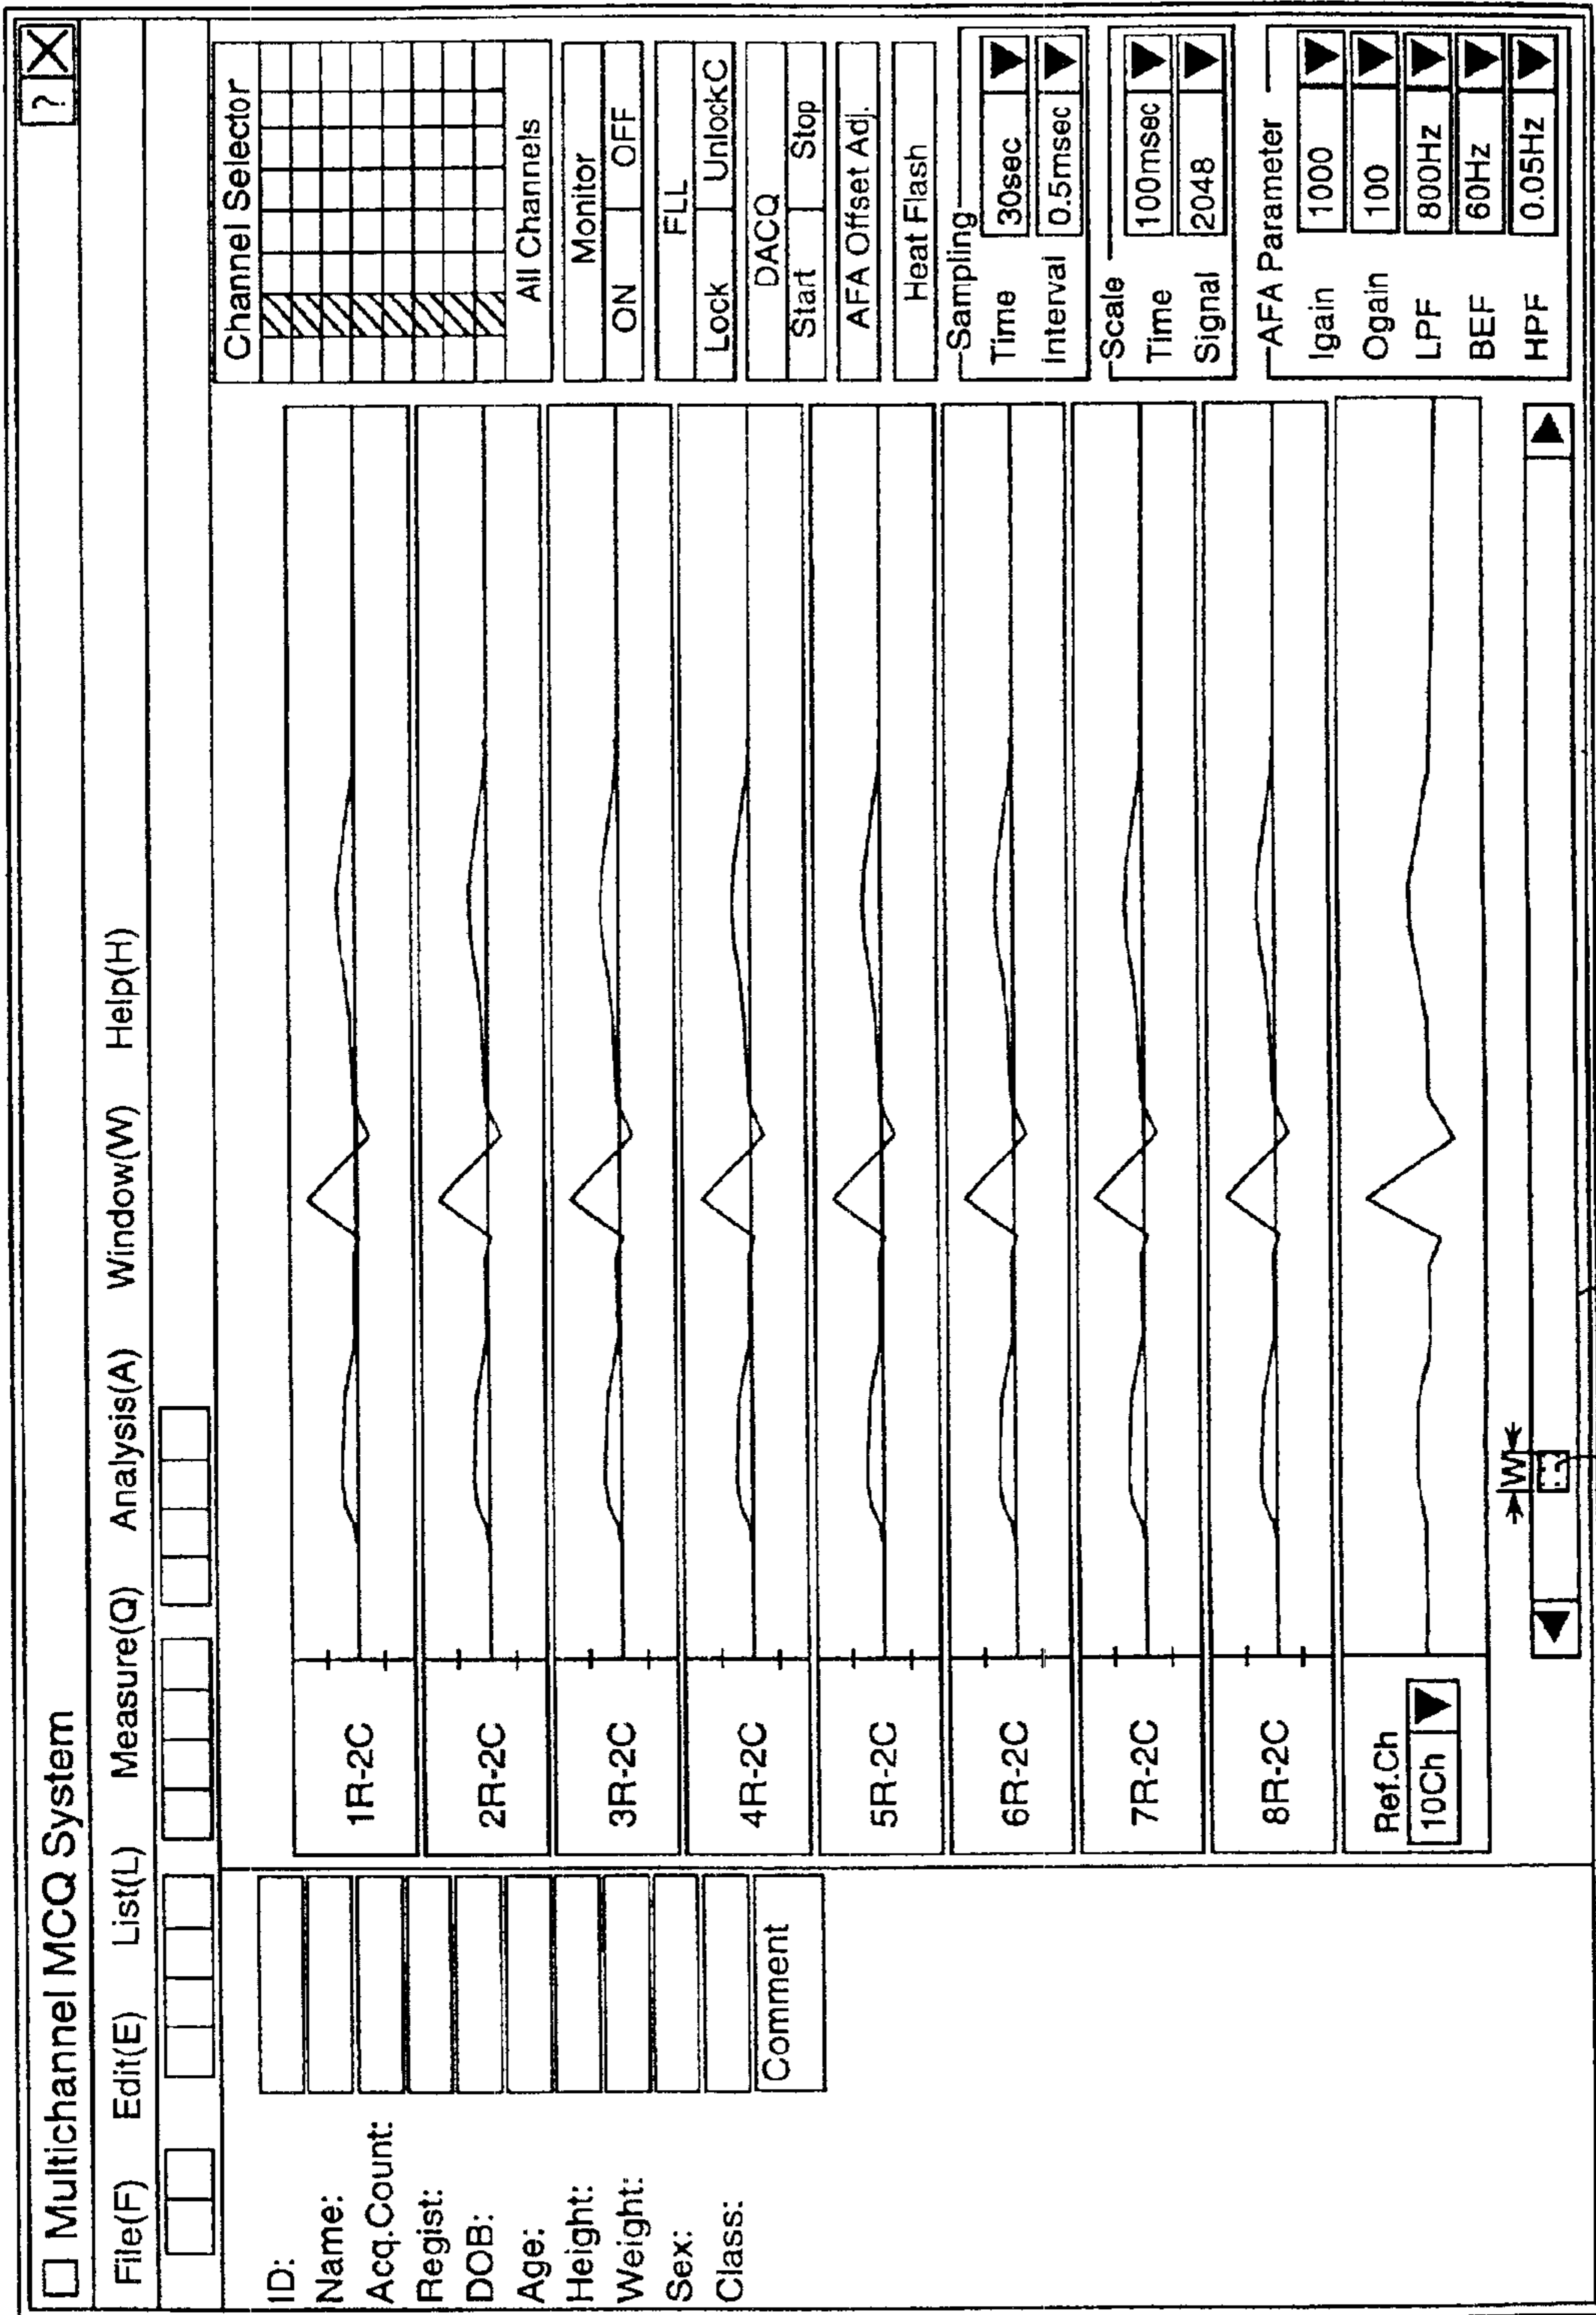 Multichannel MCQ System
?
File(F) Edit(E) List(L) Measure(Q) Analysis(A) Window(W) Help(H)
ID:
Name:
Acq.Count:
Regist:
DOB:
Age:
Height:
Weight:
Sex:
Class:
Comment
1R-2C
2R-2C
3R-2C
4R-2C
5R-2C
6R-2C
7R-2C
8R-2C
Ref.Ch
10Ch
W
Channel Selector
All Channels
Monitor
ON OFF
FLL
Lock UnlockC
DACQ
Start Stop
AFA Offset Adj.
Heat Flash
Sampling
Time 30sec
Interval 0.5msec
Scale
Time 100msec
Signal 2048
AFA Parameter
Igain 1000
Ogain 100
LPF 800Hz
BEF 60Hz
HPF 0.05Hz